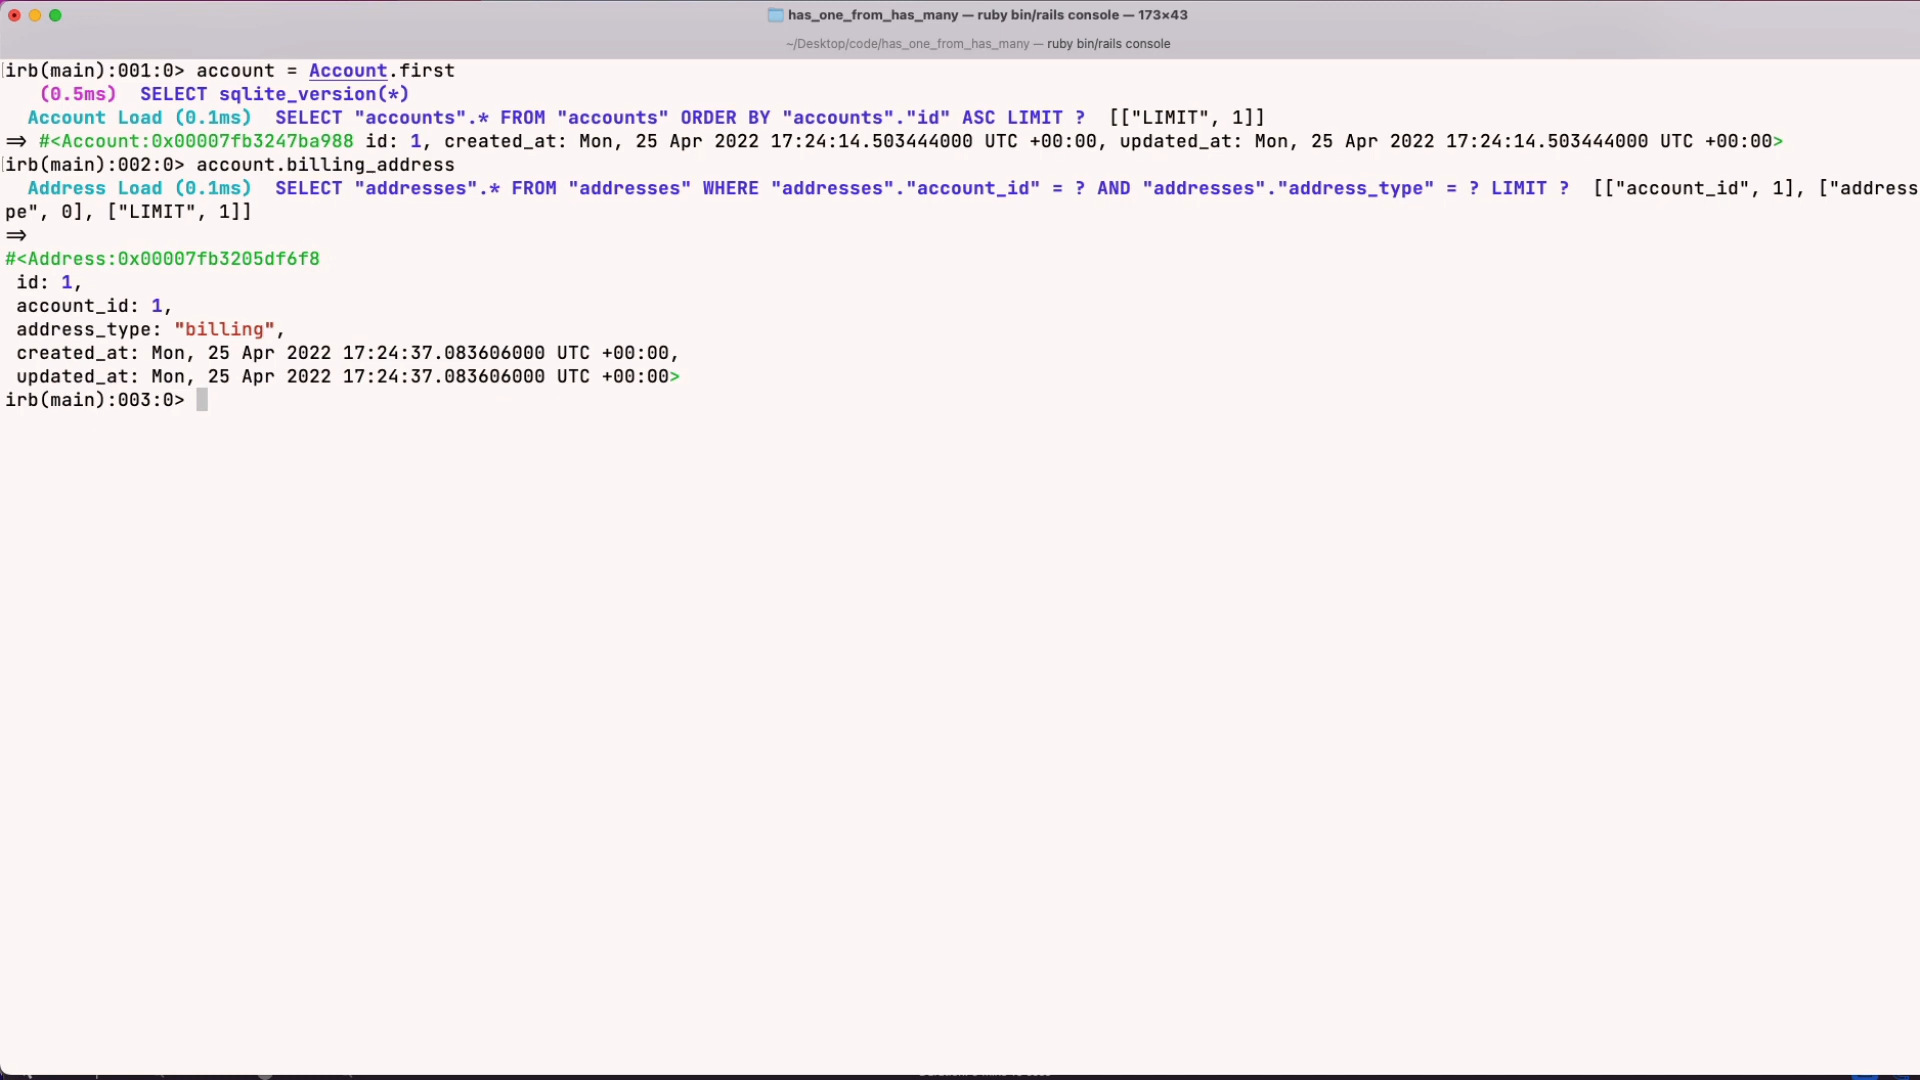 has_one_from_has_many — ruby bin/rails console — 173×43
~/Desktop/code/has_one_from_has_many — ruby bin/rails console
irb(main):001:0> account = Account.first
(0.5ms) SELECT sqlite_version(*)
Account Load (0.1ms) SELECT "accounts".* FROM "accounts" ORDER BY "accounts"."id" ASC LIMIT ? [["LIMIT", 1]]
=> #<Account:0x00007fb3247ba988 id: 1, created_at: Mon, 25 Apr 2022 17:24:14.503444000 UTC +00:00, updated_at: Mon, 25 Apr 2022 17:24:14.503444000 UTC +00:00>
irb(main):002:0> account.billing_address
Address Load (0.1ms) SELECT "addresses".* FROM "addresses" WHERE "addresses"."account_id" = ? AND "addresses"."address_type" = ? LIMIT ? [["account_id", 1], ["address
pe", 0], ["LIMIT", 1]]
=>
#<Address:0x00007fb3205df6f8
id: 1,
account_id: 1,
address_type: "billing",
created_at: Mon, 25 Apr 2022 17:24:37.083606000 UTC +00:00,
updated_at: Mon, 25 Apr 2022 17:24:37.083606000 UTC +00:00>
irb(main):003:0>